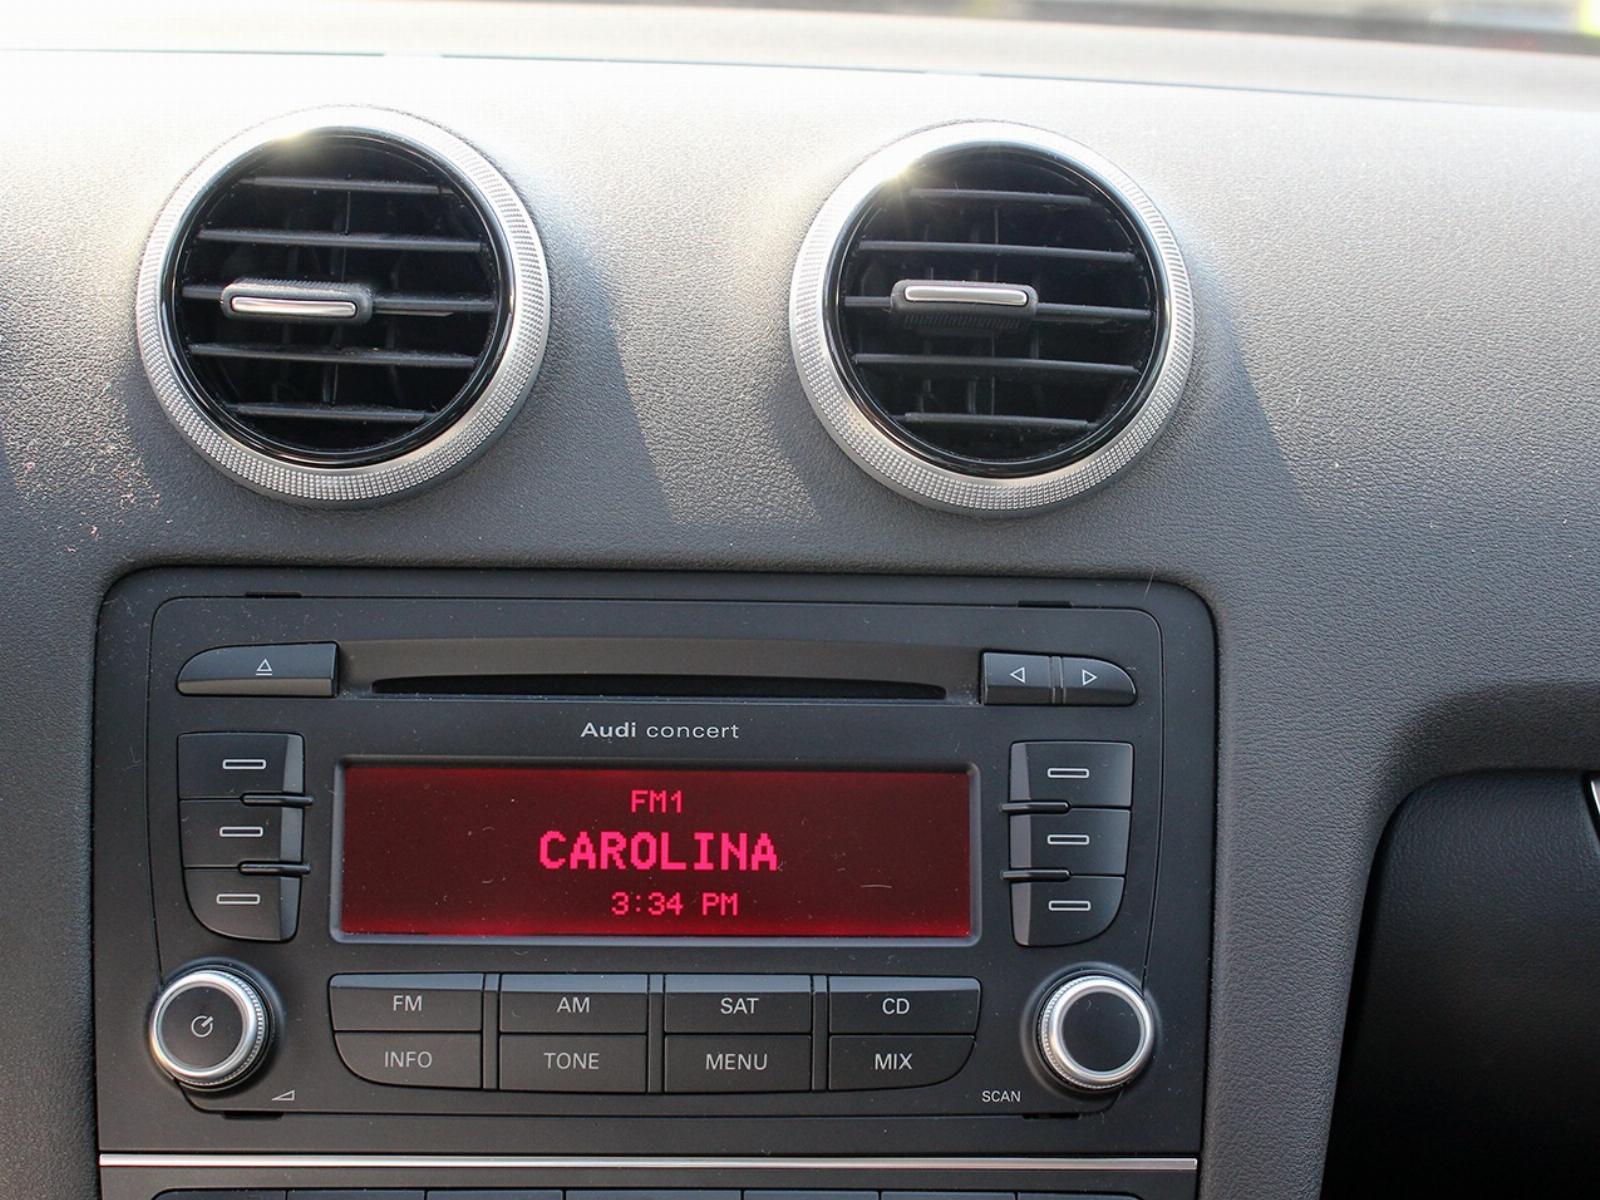 Audi concert
FM1
CAROLINA
3:34 PM
FM AM SAT CD
INFO TONE MENU MIX
SCAN